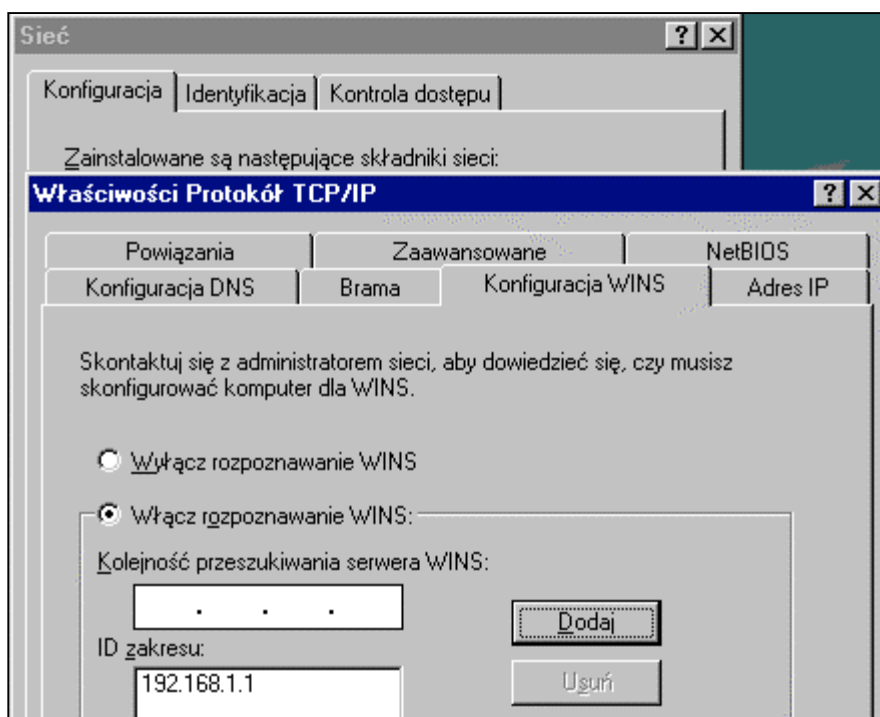 Sieć
Konfiguracja Identyfikacja Kontrola dostępu
Zainstalowane są następujące składniki sieci:
Właściwości Protokół TCP/IP
Powiązania Zaawansowane NetBIOS
Konfiguracja DNS Brama Konfiguracja WINS Adres IP
Skontaktuj się z administratorem sieci, aby dowiedzieć się, czy musisz
skonfigurować komputer dla WINS.
Wyłącz rozpoznawanie WINS
Włącz rozpoznawanie WINS:
Kolejność przeszukiwania serwera WINS:
. . .
Dodaj
ID zakresu:
192.168.1.1
Usuń